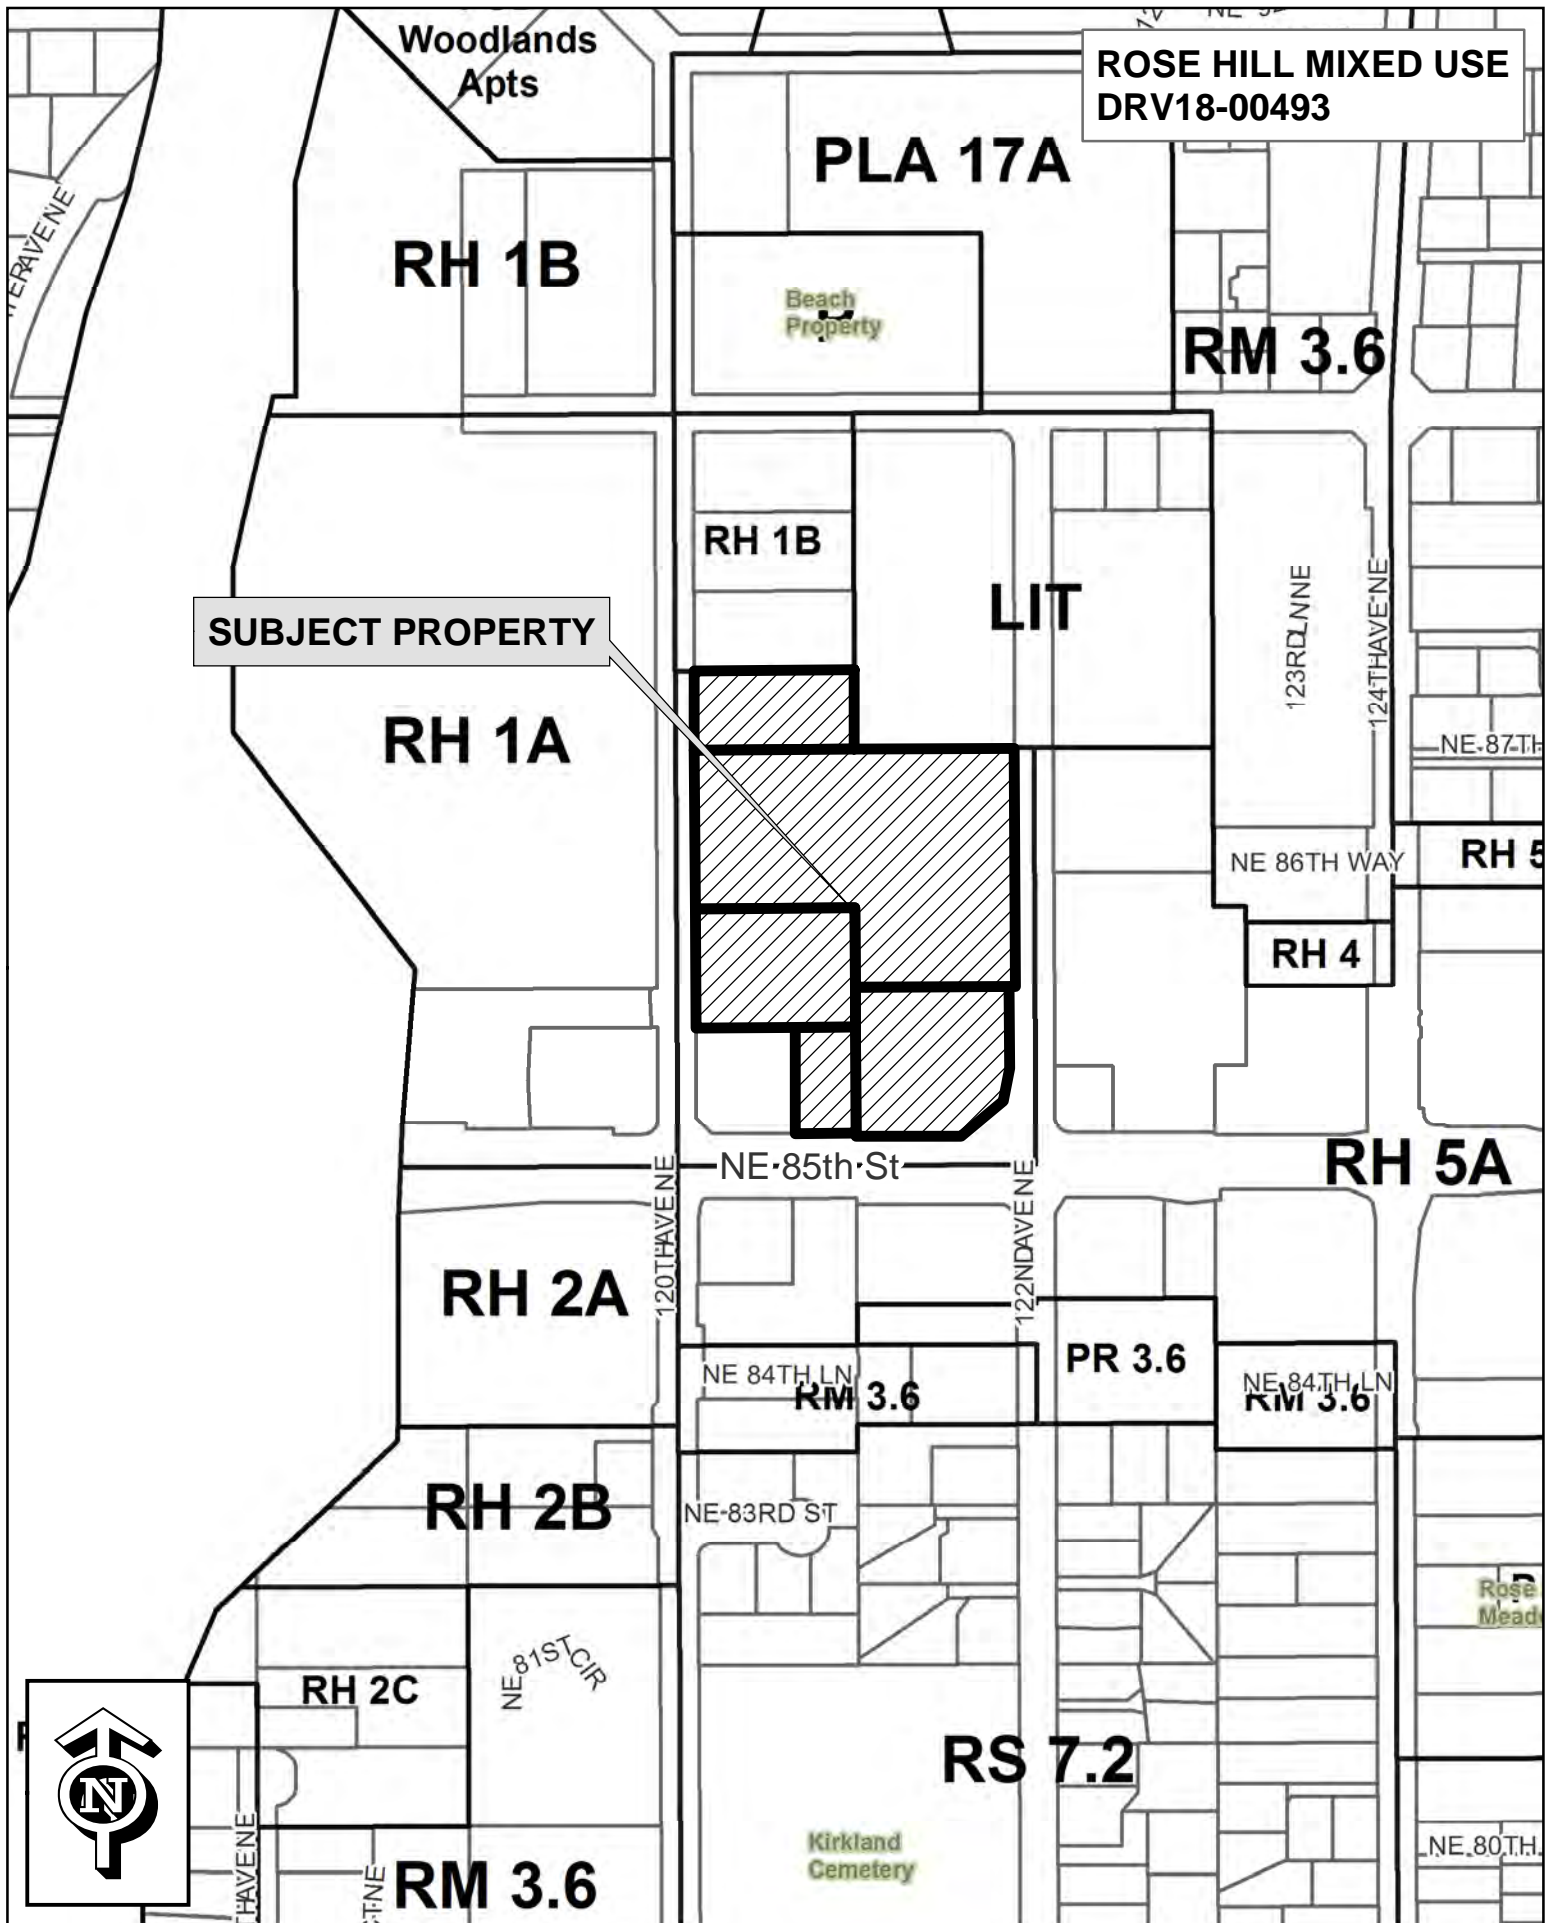 Woodlands
Apts
ROSE HILL MIXED USE
DRV18-00493
PLA 17A
RH 1B
Beach
Property
RM 3.6
RH 1B
LIT
SUBJECT PROPERTY
123RD LN NE
124TH AVE NE
RH 1A
NE 87TH
NE 86TH WAY
RH 5
RH 4
NE 85th St
RH 5A
120TH AVE NE
122ND AVE NE
RH 2A
NE 84TH LN
RM 3.6
PR 3.6
NE 84TH LN
RM 3.6
RH 2B
NE 83RD ST
Rose
Mead
NE 81ST CIR
RH 2C
RS 7.2
N
Kirkland
Cemetery
NE 80TH
RM 3.6